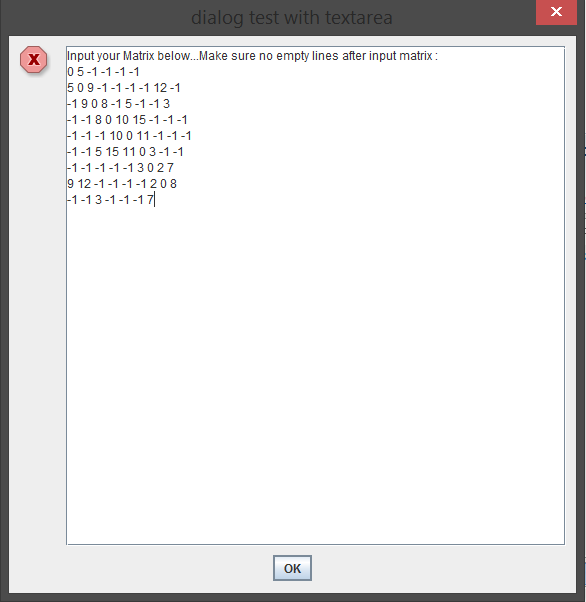 dialog test with textarea
x
X
Input your Matrix below...Make sure no empty lines after input matrix :
0 5 -1 -1 -1 -1
5 0 9 -1 -1 -1 -1 12 -1
-1 9 0 8 -1 5 -1 -1 3
-1 -1 8 0 10 15 -1 -1 -1
-1 -1 -1 10 0 11 -1 -1 -1
-1 -1 5 15 11 0 3 -1 -1
-1 -1 -1 -1 -1 3 0 2 7
9 12 -1 -1 -1 -1 2 0 8
-1 -1 3 -1 -1 -1 7
OK